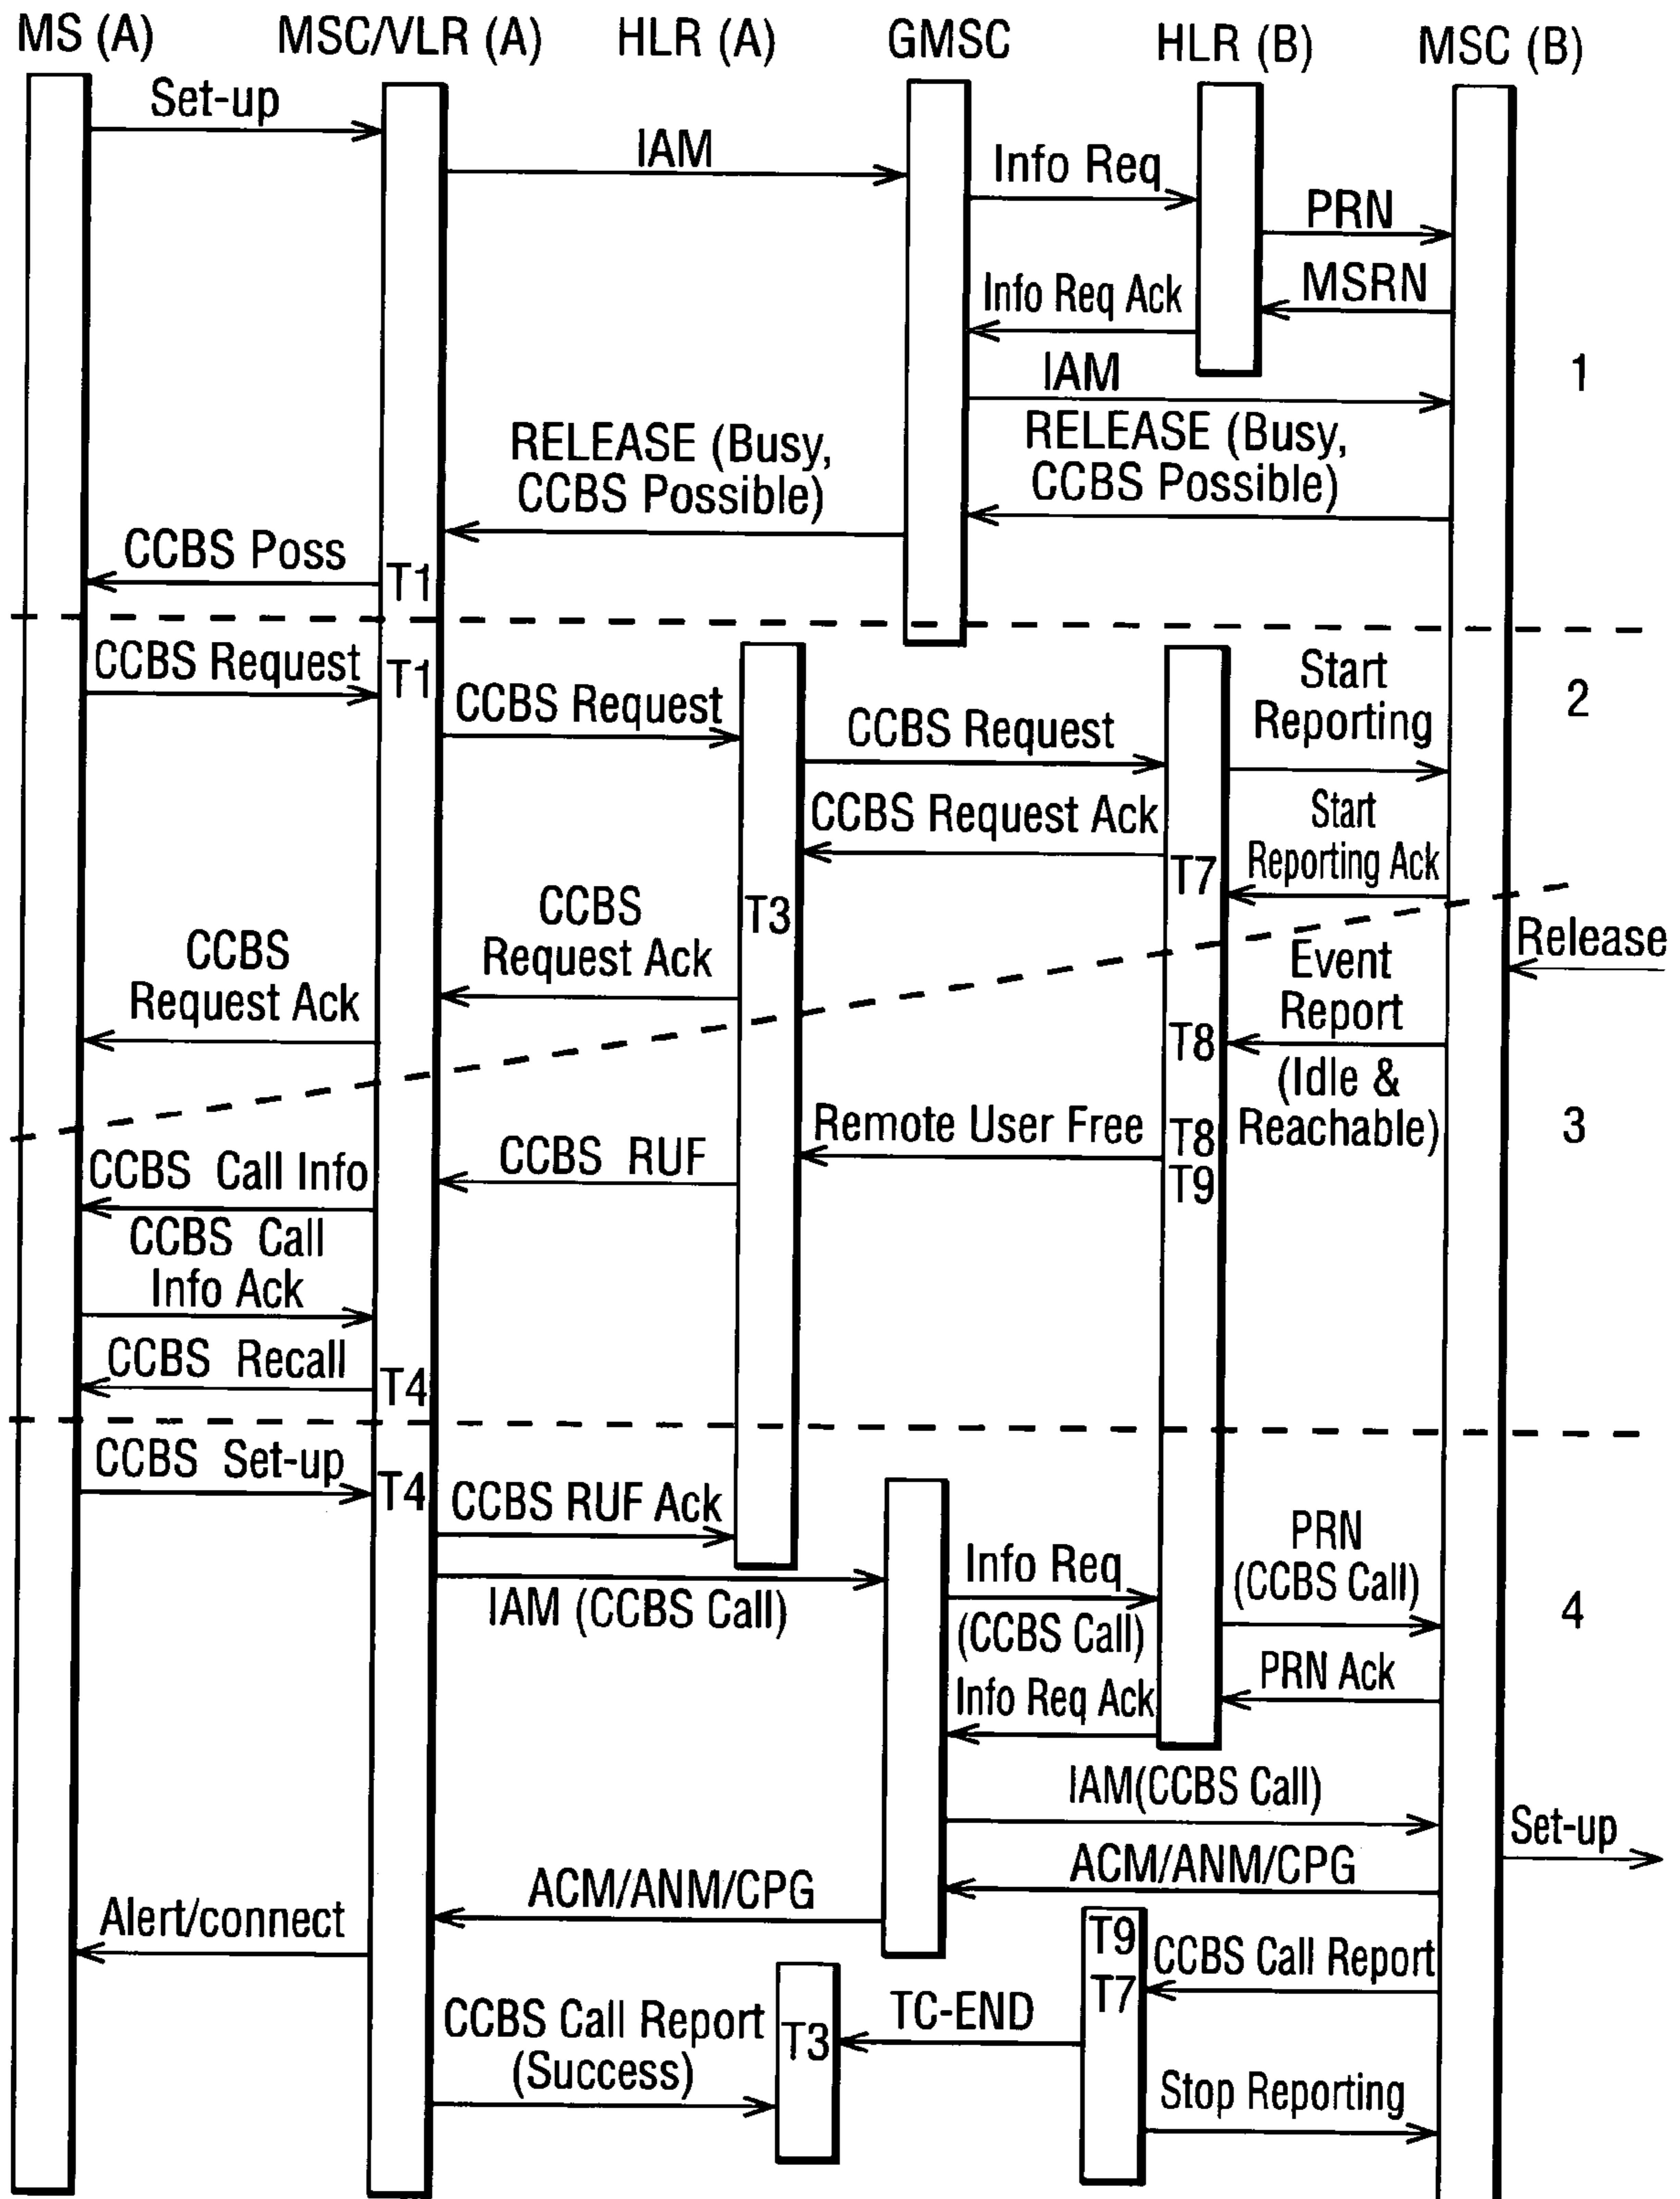 MS (A)
MSC/VLR (A)
HLR (A)
GMSC
HLR (B)
MSC (B)
Set-up
IAM
Info Req
PRN
MSRN
Info Req Ack
IAM
1
RELEASE (Busy,
CCBS Possible)
RELEASE (Busy,
CCBS Possible)
CCBS Poss
T1
CCBS Request
T1
CCBS Request
CCBS Request
Start
Reporting
2
CCBS Request Ack
Start
Reporting Ack
T7
T3
CCBS
Request Ack
CCBS
Request Ack
Release
Event
Report
T8
(Idle &
Reachable)
Remote User Free
T8
T9
3
CCBS RUF
CCBS Call Info
CCBS Call
Info Ack
CCBS Recall
T4
CCBS Set-up
T4
CCBS RUF Ack
IAM (CCBS Call)
Info Req
(CCBS Call)
PRN
(CCBS Call)
4
PRN Ack
Info Req Ack
IAM(CCBS Call)
Set-up
ACM/ANM/CPG
ACM/ANM/CPG
Alert/connect
T9
T7
CCBS Call Report
TC-END
CCBS Call Report
(Success)
T3
Stop Reporting